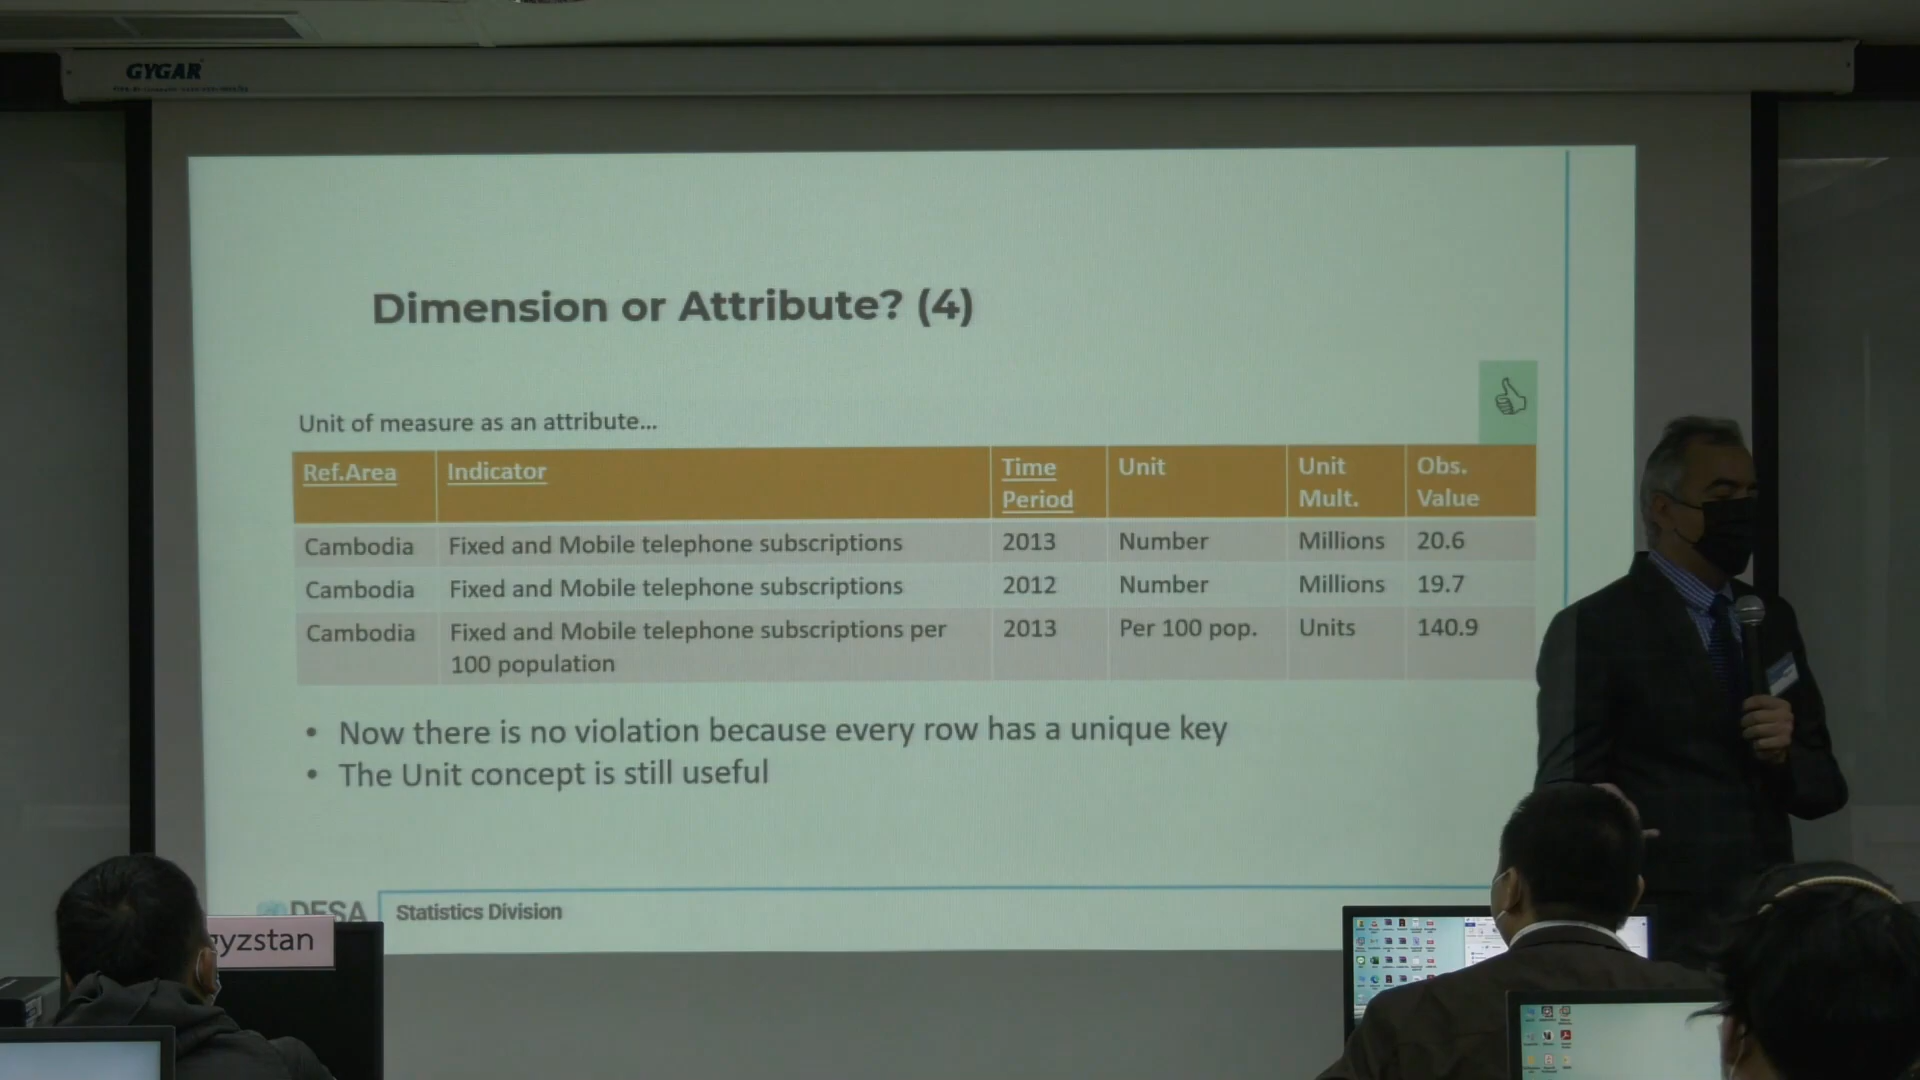 GYGAR
Dimension or Attribute? (4)
Unit of measure as an attribute...
Ref.Area Indicator Time Period Unit Unit Mult. Obs. Value
Cambodia Fixed and Mobile telephone subscriptions 2013 Number Millions 20.6
Cambodia Fixed and Mobile telephone subscriptions 2012 Number Millions 19.7
Cambodia Fixed and Mobile telephone subscriptions per 100 population 2013 Per 100 pop. Units 140.9
• Now there is no violation because every row has a unique key
• The Unit concept is still useful
DESA Statistics Division
gyzstan